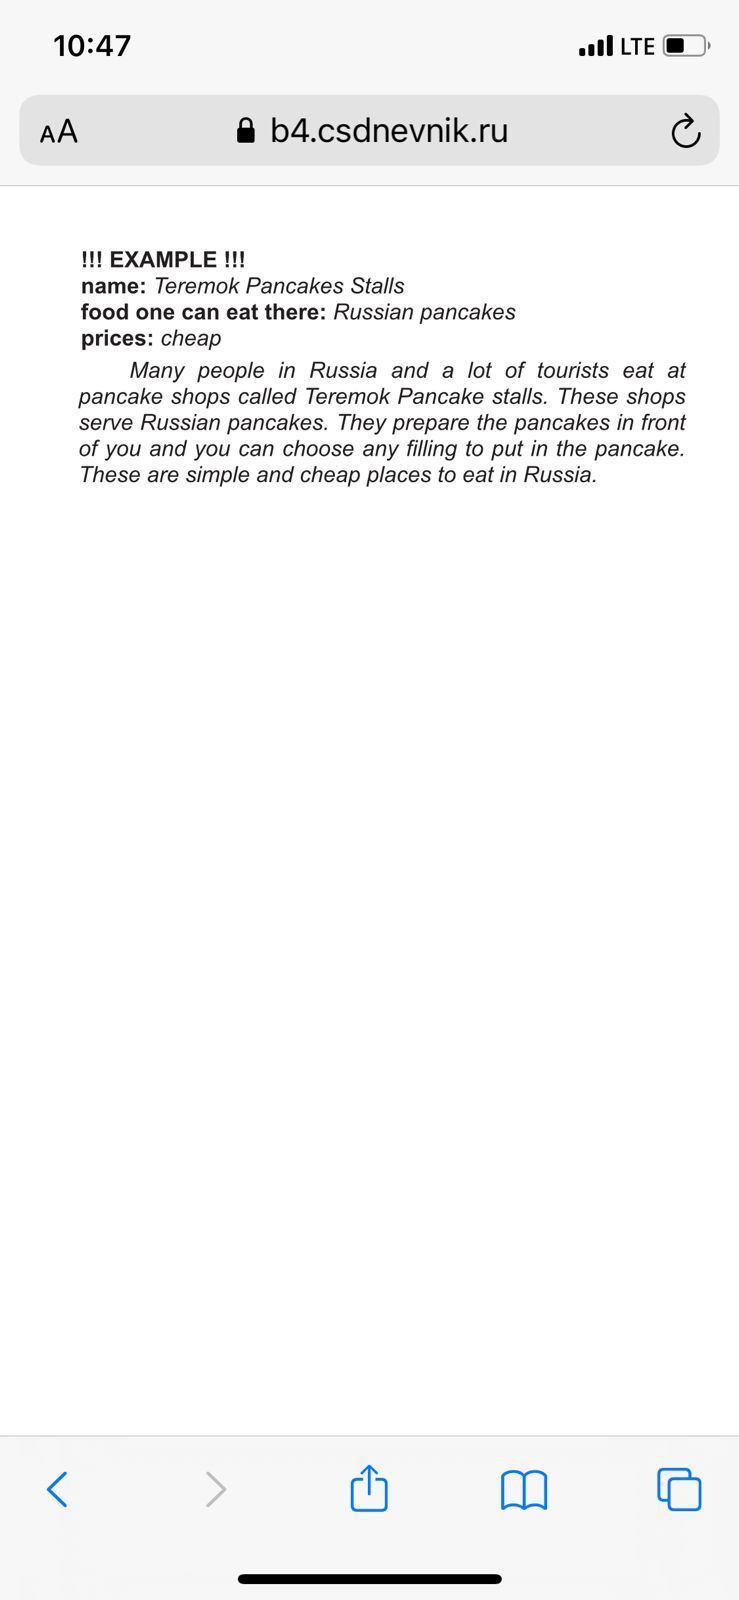 10:47
LTE
AA
b4.csdnevnik.ru
!!! EXAMPLE !!!
name: Teremok Pancakes Stalls
food one can eat there: Russian pancakes
prices: cheap
Many people in Russia and a lot of tourists eat at
pancake shops called Teremok Pancake stalls. These shops
serve Russian pancakes. They prepare the pancakes in front
of you and you can choose any filling to put in the pancake.
These are simple and cheap places to eat in Russia.